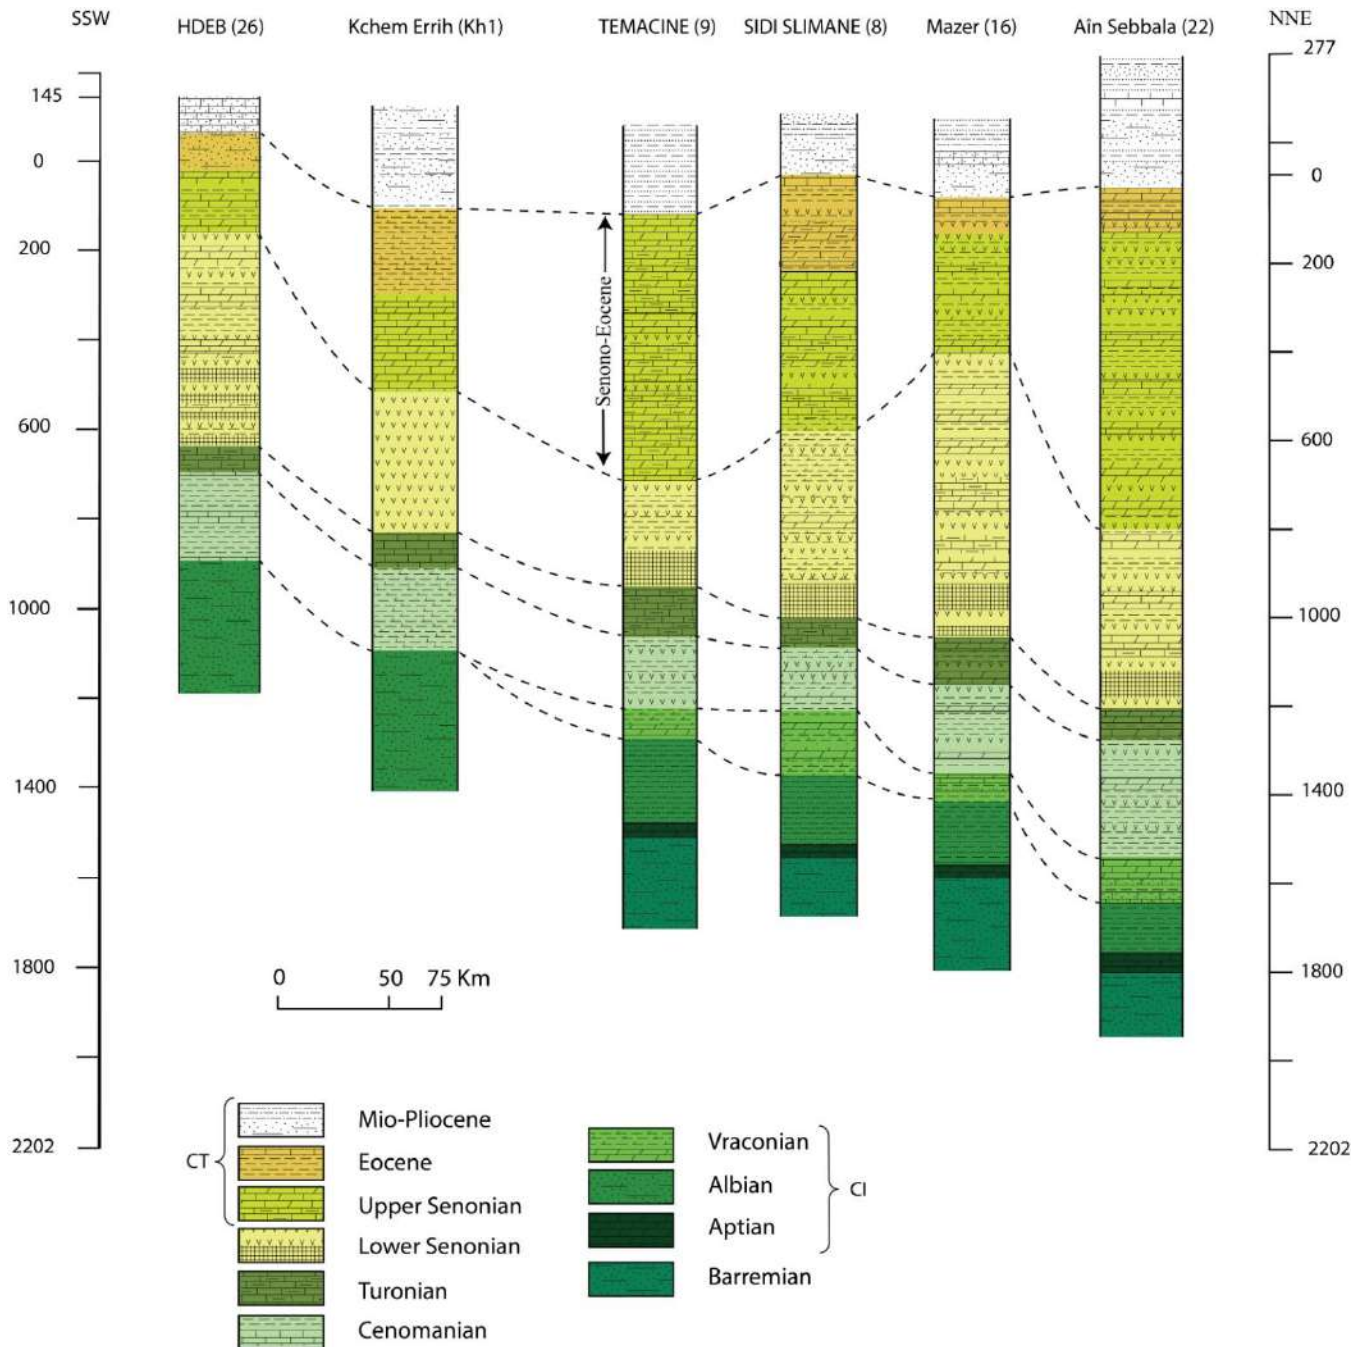 SSW
HDEB (26)
Kchem Errih (Kh1)
TEMACINE (9)
SIDI SLIMANE (8)
Mazer (16)
Aîn Sebbala (22)
NNE
277
145
0
0
200
200
Senono-Eocene
600
600
1000
1000
1400
1400
1800
1800
0 50 75 Km
2202
2202
CT
Mio-Pliocene
Eocene
Upper Senonian
Lower Senonian
Turonian
Cenomanian
Vraconian
Albian
Aptian
Barremian
CI